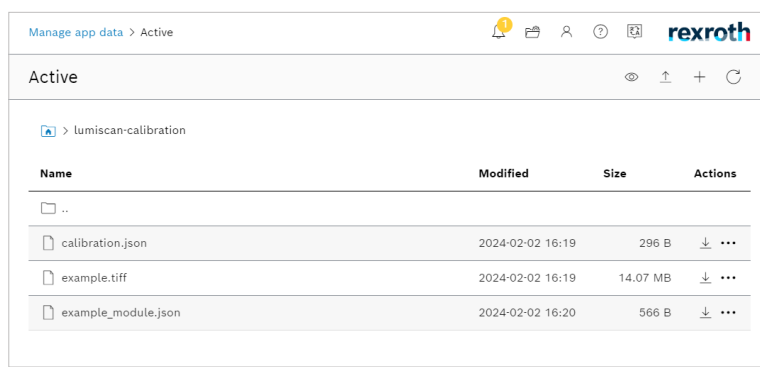 Manage app data > Active
1
rexroth
Active
> lumiscan-calibration
Name Modified Size Actions
..
calibration.json 2024-02-02 16:19 296 B
example.tiff 2024-02-02 16:19 14.07 MB
example_module.json 2024-02-02 16:20 566 B